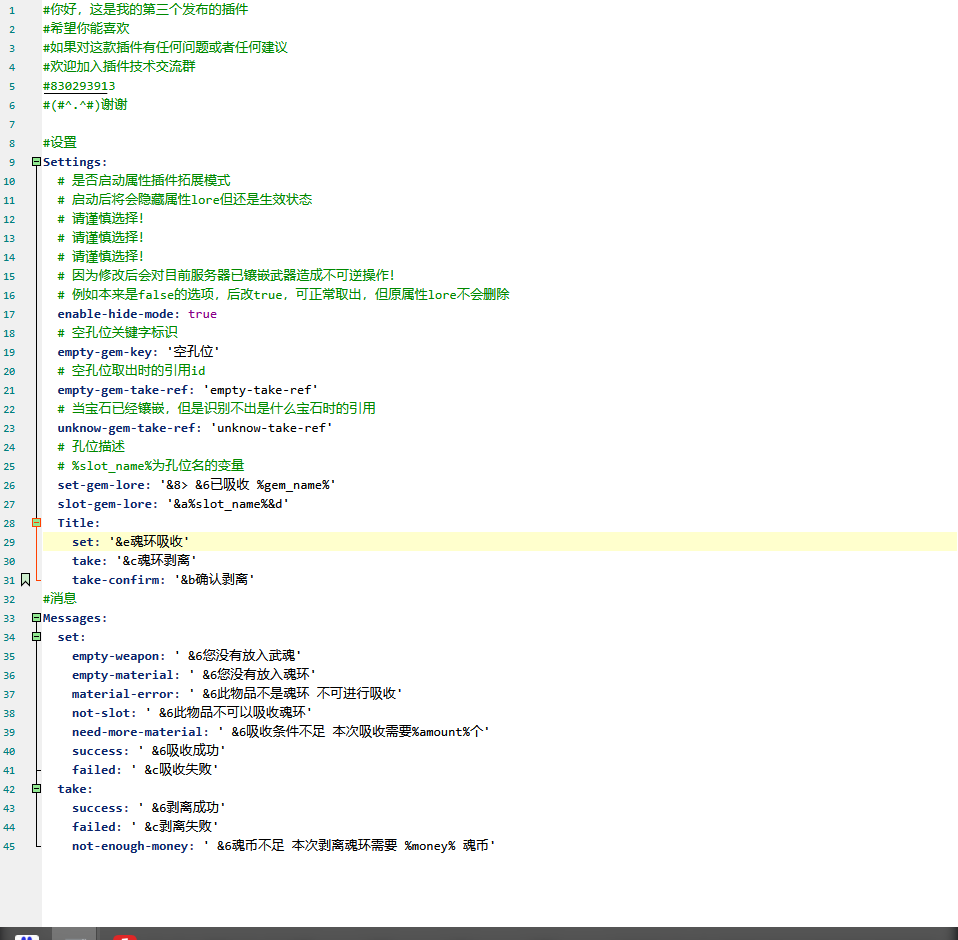 1 #你好，这是我的第三个发布的插件
2 #希望你能喜欢
3 #如果对这款插件有任何问题或者任何建议
4 #欢迎加入插件技术交流群
5 #830293913
6 #(#^.^#)谢谢
7
8 #设置
9 Settings:
10 # 是否启动属性插件拓展模式
11 # 启动后将会隐藏属性lore但还是生效状态
12 # 请谨慎选择！
13 # 请谨慎选择！
14 # 请谨慎选择！
15 # 因为修改后会对目前服务器已镶嵌武器造成不可逆操作！
16 # 例如本来是false的选项，后改true，可正常取出，但原属性lore不会删除
17 enable-hide-mode: true
18 # 空孔位关键字标识
19 empty-gem-key: '空孔位'
20 # 空孔位取出时的引用id
21 empty-gem-take-ref: 'empty-take-ref'
22 # 当宝石已经镶嵌，但是识别不出是什么宝石时的引用
23 unknow-gem-take-ref: 'unknow-take-ref'
24 # 孔位描述
25 # %slot_name%为孔位名的变量
26 set-gem-lore: '&8> &6已吸收 %gem_name%'
27 slot-gem-lore: '&a%slot_name%&d'
28 Title:
29 set: '&e魂环吸收'
30 take: '&c魂环剥离'
31 take-confirm: '&b确认剥离'
32 #消息
33 Messages:
34 set:
35 empty-weapon: ' &6您没有放入武魂'
36 empty-material: ' &6您没有放入魂环'
37 material-error: ' &6此物品不是魂环 不可进行吸收'
38 not-slot: ' &6此物品不可以吸收魂环'
39 need-more-material: ' &6吸收条件不足 本次吸收需要%amount%个'
40 success: ' &6吸收成功'
41 failed: ' &c吸收失败'
42 take:
43 success: ' &6剥离成功'
44 failed: ' &c剥离失败'
45 not-enough-money: ' &6魂币不足 本次剥离魂环需要 %money% 魂币'